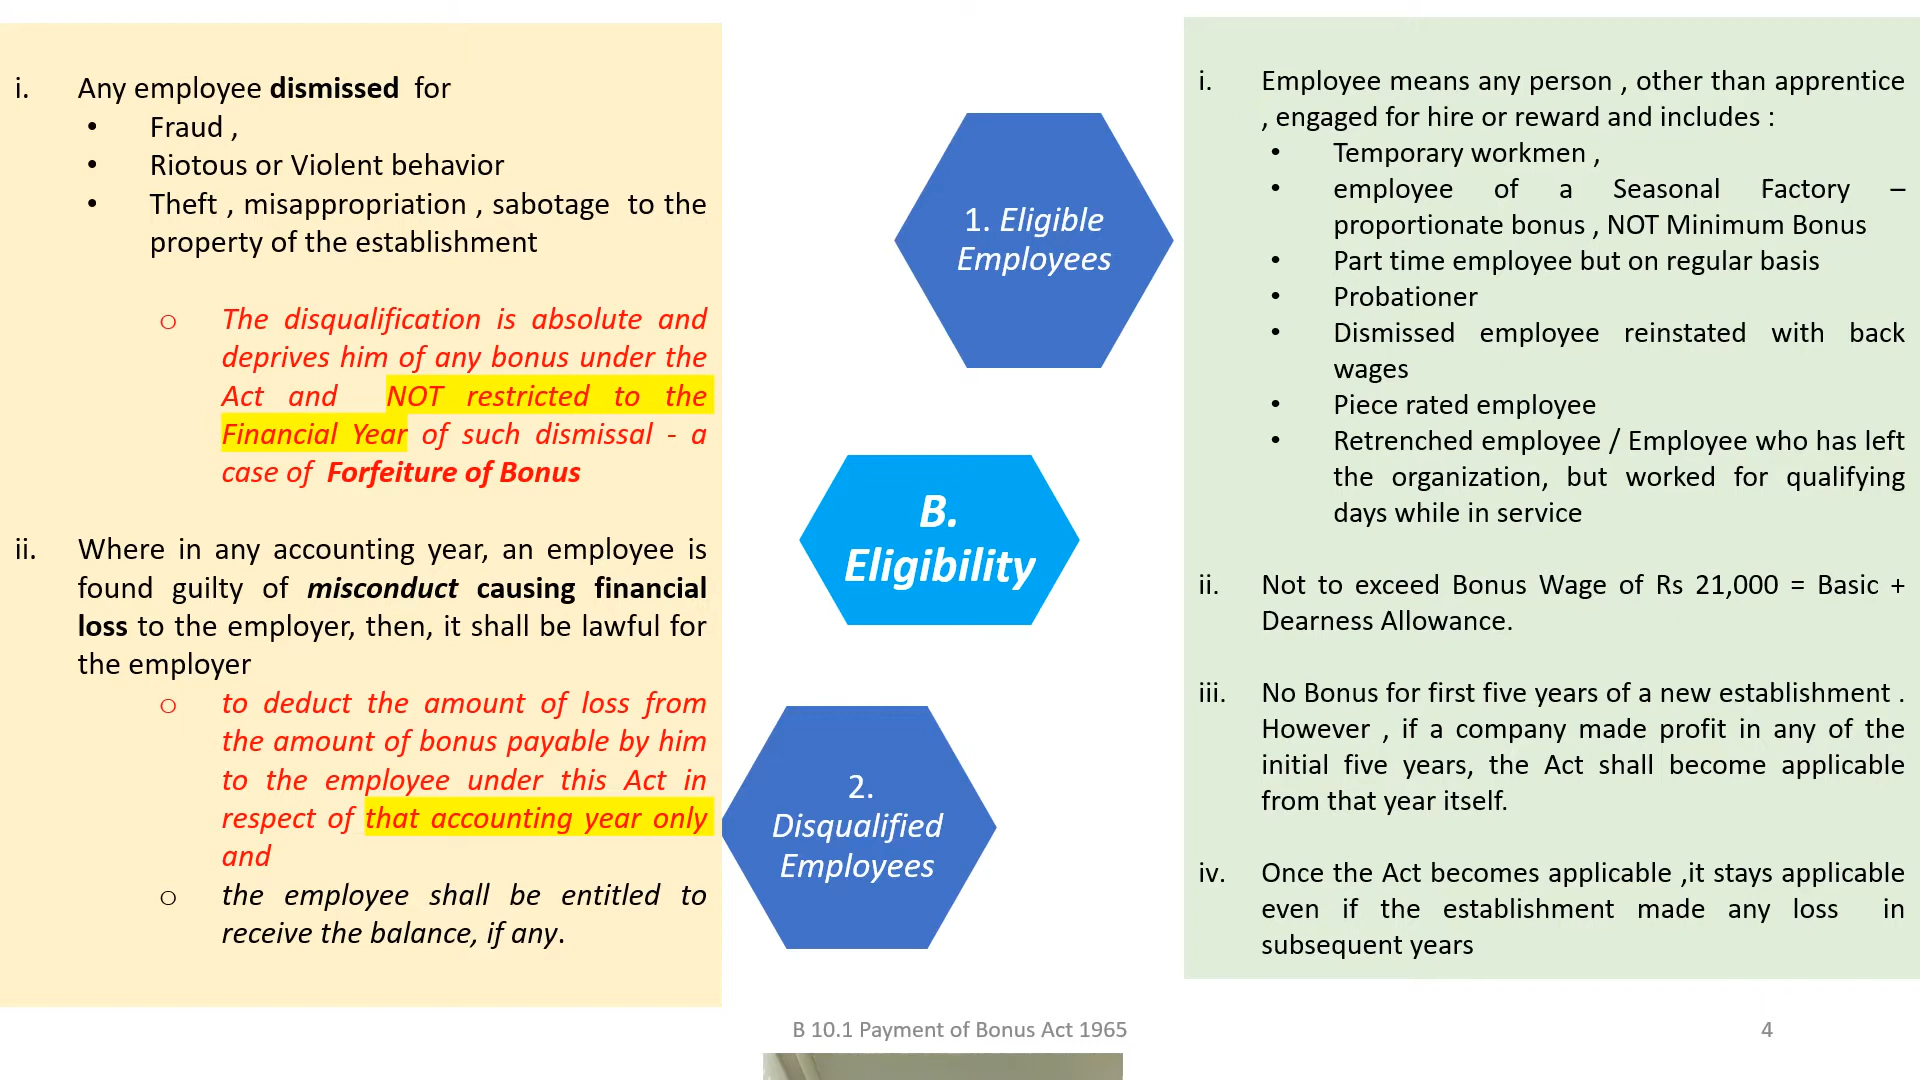 i. Any employee dismissed for
• Fraud ,
• Riotous or Violent behavior
• Theft , misappropriation , sabotage to the
property of the establishment
o The disqualification is absolute and
deprives him of any bonus under the
Act and NOT restricted to the
Financial Year of such dismissal - a
case of Forfeiture of Bonus
ii. Where in any accounting year, an employee is
found guilty of misconduct causing financial
loss to the employer, then, it shall be lawful for
the employer
o to deduct the amount of loss from
the amount of bonus payable by him
to the employee under this Act in
respect of that accounting year only
and
o the employee shall be entitled to
receive the balance, if any.
1. Eligible
Employees
B.
Eligibility
2.
Disqualified
Employees
i. Employee means any person , other than apprentice
, engaged for hire or reward and includes :
• Temporary workmen ,
• employee of a Seasonal Factory –
proportionate bonus , NOT Minimum Bonus
• Part time employee but on regular basis
• Probationer
• Dismissed employee reinstated with back
wages
• Piece rated employee
• Retrenched employee / Employee who has left
the organization, but worked for qualifying
days while in service
ii. Not to exceed Bonus Wage of Rs 21,000 = Basic +
Dearness Allowance.
iii. No Bonus for first five years of a new establishment .
However , if a company made profit in any of the
initial five years, the Act shall become applicable
from that year itself.
iv. Once the Act becomes applicable ,it stays applicable
even if the establishment made any loss in
subsequent years
B 10.1 Payment of Bonus Act 1965
4